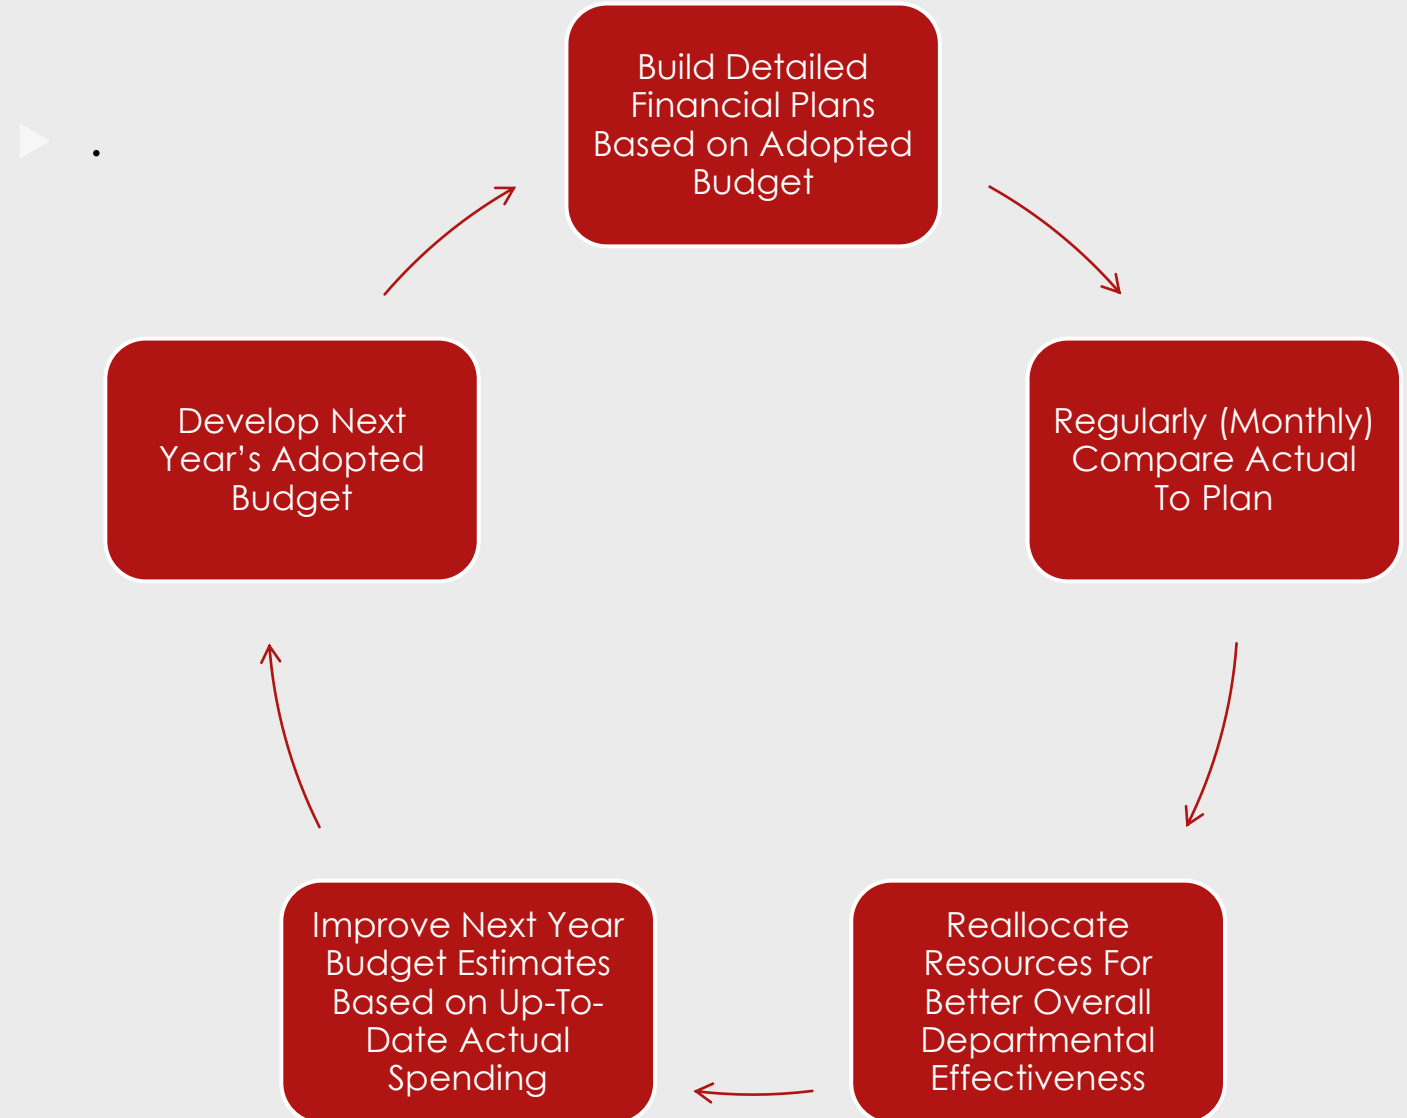 Build Detailed
Financial Plans
Based on Adopted
Budget
.
Regularly (Monthly)
Compare Actual
To Plan
Reallocate
Resources For
Better Overall
Departmental
Effectiveness
Improve Next Year
Budget Estimates
Based on Up-To-
Date Actual
Spending
Develop Next
Year’s Adopted
Budget